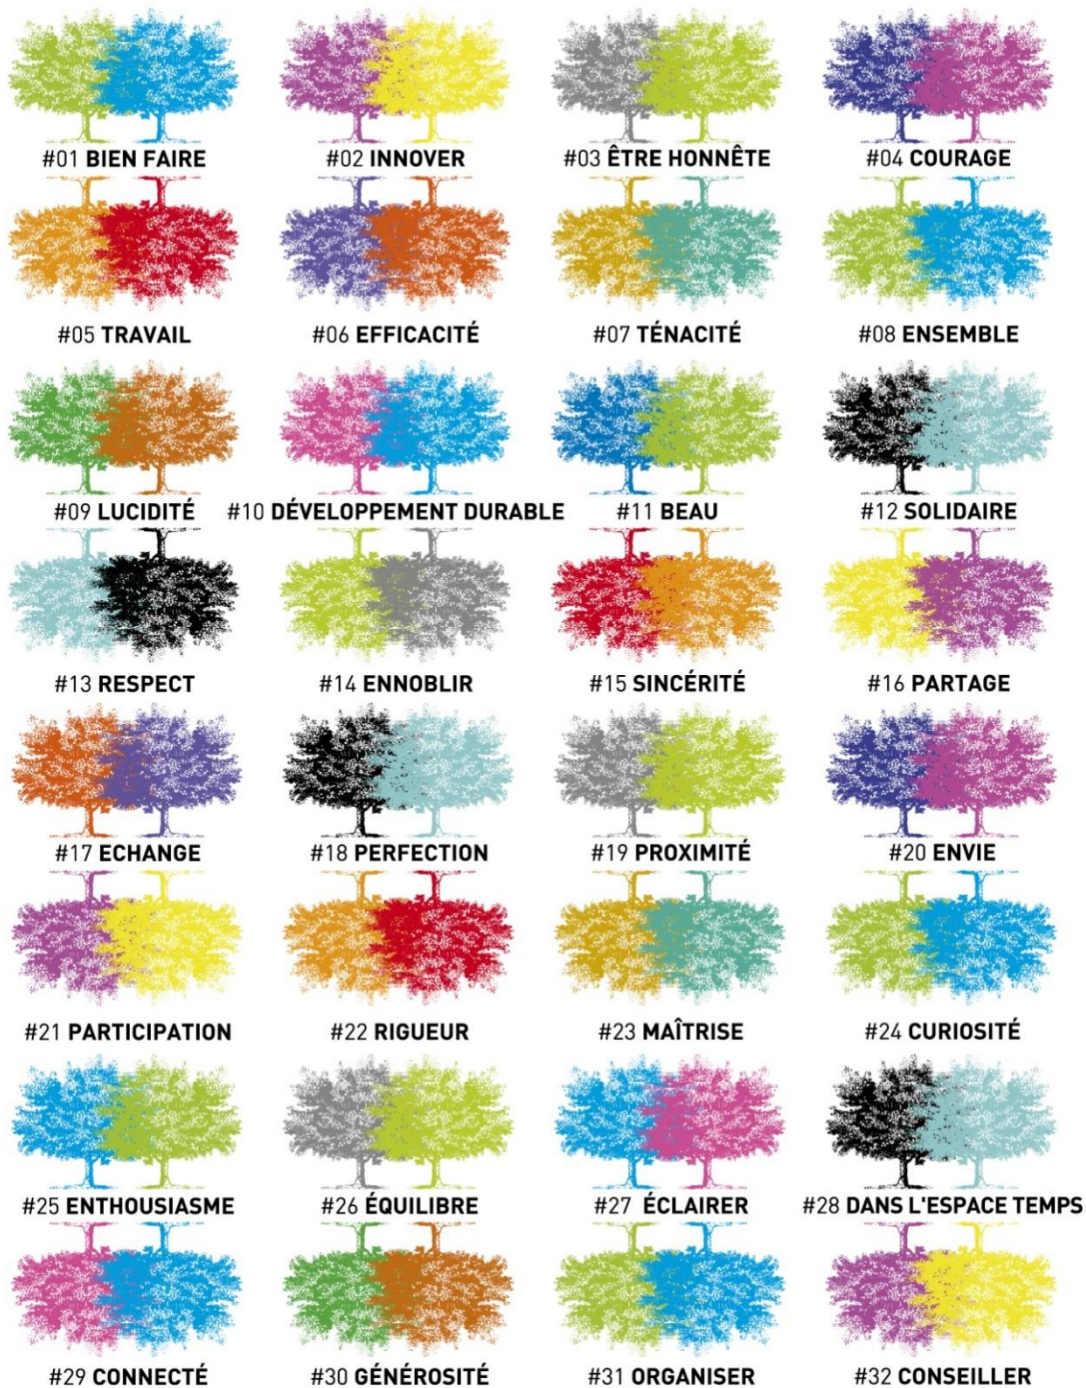 #01 BIEN FAIRE
#02 INNOVER
#03 ÊTRE HONNÊTE
#04 COURAGE
#05 TRAVAIL
#06 EFFICACITÉ
#07 TÉNACITÉ
#08 ENSEMBLE
#09 LUCIDITÉ
#10 DÉVELOPPEMENT DURABLE
#11 BEAU
#12 SOLIDAIRE
#13 RESPECT
#14 ENNOBLIR
#15 SINCÉRITÉ
#16 PARTAGE
#17 ECHANGE
#18 PERFECTION
#19 PROXIMITÉ
#20 ENVIE
#21 PARTICIPATION
#22 RIGUEUR
#23 MAÎTRISE
#24 CURIOSITÉ
#25 ENTHOUSIASME
#26 ÉQUILIBRE
#27 ÉCLAIRER
#28 DANS L'ESPACE TEMPS
#29 CONNECTÉ
#30 GÉNÉROSITÉ
#31 ORGANISER
#32 CONSEILLER